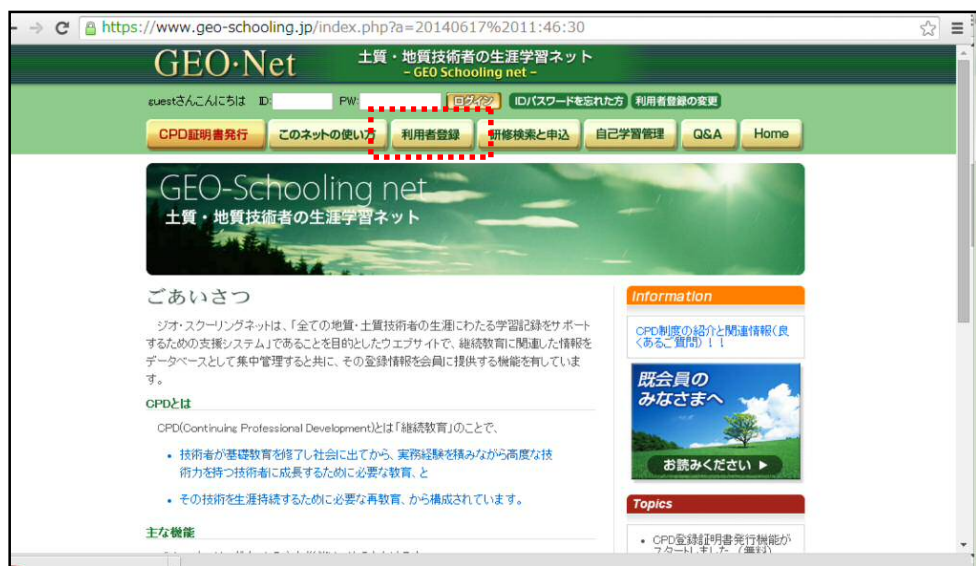 https://www.geo-schooling.jp/index.php?a=20140617%2011:46:30
GEO·Net
土質・地質技術者の生涯学習ネット
– GEO Schooling net –
guestさんこんにちは ID: PW: ログイン IDパスワードを忘れた方 利用者登録の変更
CPD証明書発行 このネットの使い方 利用者登録 研修検索と申込 自己学習管理 Q&A Home
GEO-Schooling net
土質・地質技術者の生涯学習ネット
ごあいさつ
ジオ・スクーリングネットは、「全ての地質・土質技術者の生涯にわたる学習記録をサポート
するための支援システム」であることを目的としたウェブサイトで、継続教育に関連した情報を
データベースとして集中管理すると共に、その登録情報を会員に提供する機能を有していま
す。
CPDとは
CPD(Continuing Professional Development)とは「継続教育」のことで、
• 技術者が基礎教育を修了し社会に出てから、実務経験を積みながら高度な技
術力を持つ技術者に成長するために必要な教育、と
• その技術を生涯持続するために必要な再教育、から構成されています。
主な機能
Information
CPD制度の紹介と関連情報(良
くあるご質問)！！
既会員の
みなさまへ
お読みください ▶
Topics
• CPD登録証明書発行機能が
スタートしました （無料）